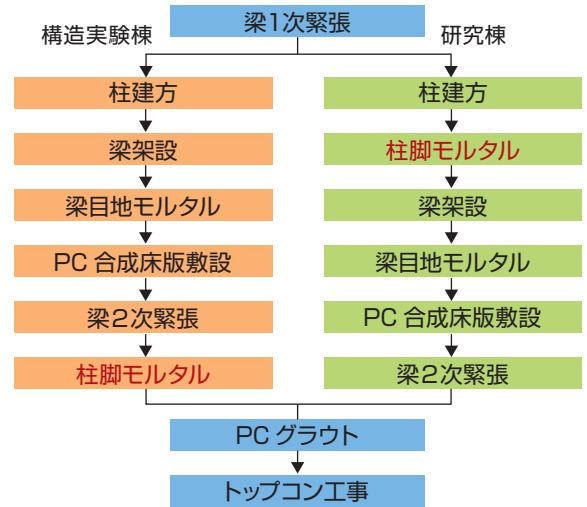 梁1次緊張
構造実験棟
柱建方
梁架設
梁目地モルタル
PC 合成床版敷設
梁２次緊張
柱脚モルタル
研究棟
柱建方
柱脚モルタル
梁架設
梁目地モルタル
PC 合成床版敷設
梁２次緊張
PC グラウト
トップコン工事